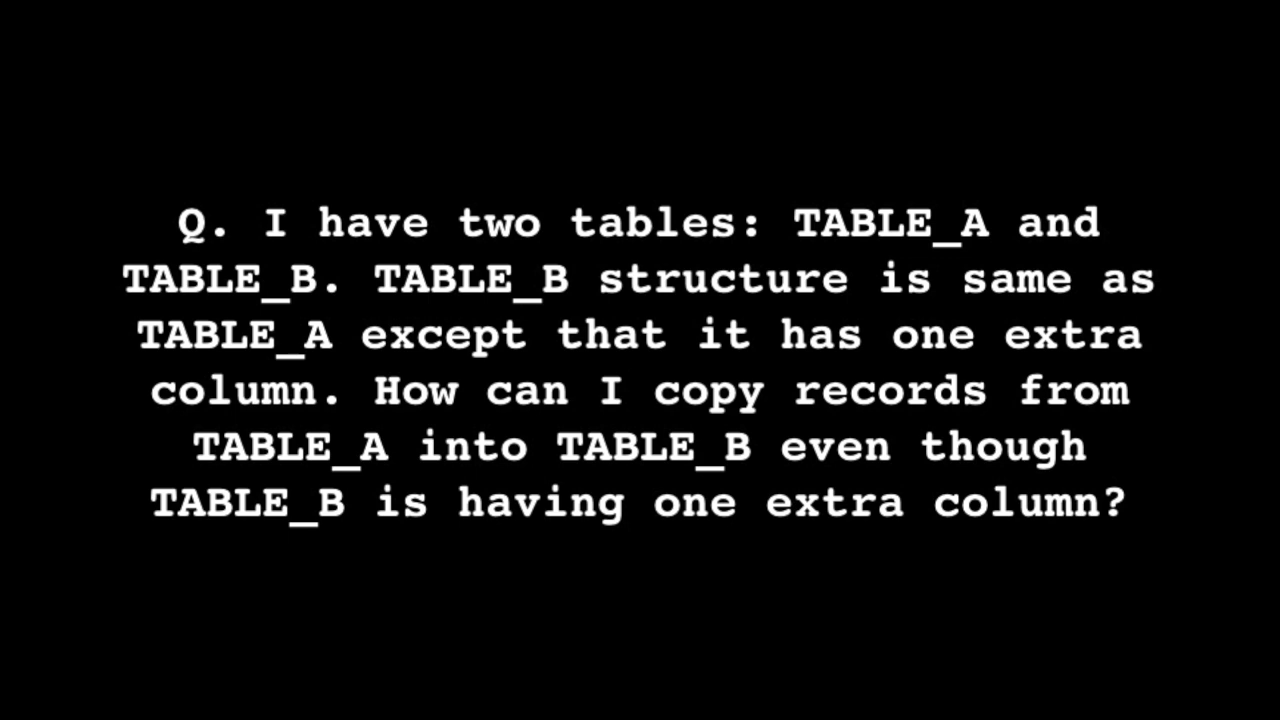 Q. I have two tables: TABLE_A and
TABLE_B. TABLE_B structure is same as
TABLE_A except that it has one extra
column. How can I copy records from
TABLE_A into TABLE_B even though
TABLE_B is having one extra column?